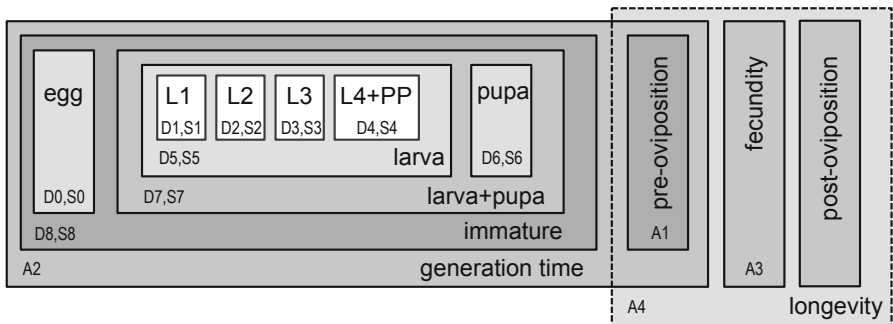 egg
D0,S0
L1
D1,S1
L2
D2,S2
L3
D3,S3
L4+PP
D4,S4
D5,S5
larva
pupa
D6,S6
D7,S7
larva+pupa
D8,S8
immature
A2
generation time
pre-oviposition
A1
fecundity
A3
post-oviposition
A4
longevity